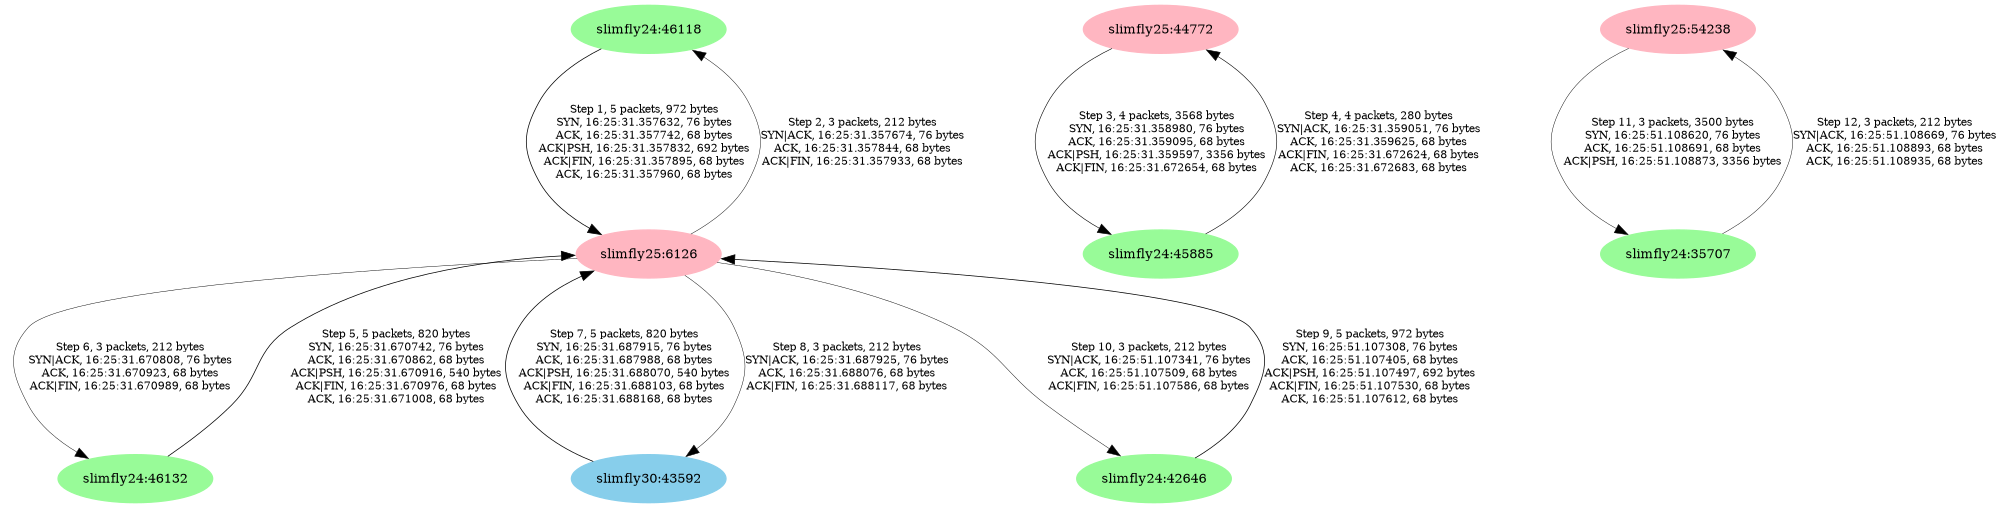 slimfly24:46118
slimfly25:44772
slimfly25:54238
Step 1, 5 packets, 972 bytes
SYN, 16:25:31.357632, 76 bytes
ACK, 16:25:31.357742, 68 bytes
ACK|PSH, 16:25:31.357832, 692 bytes
ACK|FIN, 16:25:31.357895, 68 bytes
ACK, 16:25:31.357960, 68 bytes
Step 2, 3 packets, 212 bytes
SYN|ACK, 16:25:31.357674, 76 bytes
ACK, 16:25:31.357844, 68 bytes
ACK|FIN, 16:25:31.357933, 68 bytes
Step 3, 4 packets, 3568 bytes
SYN, 16:25:31.358980, 76 bytes
ACK, 16:25:31.359095, 68 bytes
ACK|PSH, 16:25:31.359597, 3356 bytes
ACK|FIN, 16:25:31.672654, 68 bytes
Step 4, 4 packets, 280 bytes
SYN|ACK, 16:25:31.359051, 76 bytes
ACK, 16:25:31.359625, 68 bytes
ACK|FIN, 16:25:31.672624, 68 bytes
ACK, 16:25:31.672683, 68 bytes
Step 11, 3 packets, 3500 bytes
SYN, 16:25:51.108620, 76 bytes
ACK, 16:25:51.108691, 68 bytes
ACK|PSH, 16:25:51.108873, 3356 bytes
Step 12, 3 packets, 212 bytes
SYN|ACK, 16:25:51.108669, 76 bytes
ACK, 16:25:51.108893, 68 bytes
ACK, 16:25:51.108935, 68 bytes
slimfly25:6126
slimfly24:45885
slimfly24:35707
Step 6, 3 packets, 212 bytes
SYN|ACK, 16:25:31.670808, 76 bytes
ACK, 16:25:31.670923, 68 bytes
ACK|FIN, 16:25:31.670989, 68 bytes
Step 5, 5 packets, 820 bytes
SYN, 16:25:31.670742, 76 bytes
ACK, 16:25:31.670862, 68 bytes
ACK|PSH, 16:25:31.670916, 540 bytes
ACK|FIN, 16:25:31.670976, 68 bytes
ACK, 16:25:31.671008, 68 bytes
Step 7, 5 packets, 820 bytes
SYN, 16:25:31.687915, 76 bytes
ACK, 16:25:31.687988, 68 bytes
ACK|PSH, 16:25:31.688070, 540 bytes
ACK|FIN, 16:25:31.688103, 68 bytes
ACK, 16:25:31.688168, 68 bytes
Step 8, 3 packets, 212 bytes
SYN|ACK, 16:25:31.687925, 76 bytes
ACK, 16:25:31.688076, 68 bytes
ACK|FIN, 16:25:31.688117, 68 bytes
Step 10, 3 packets, 212 bytes
SYN|ACK, 16:25:51.107341, 76 bytes
ACK, 16:25:51.107509, 68 bytes
ACK|FIN, 16:25:51.107586, 68 bytes
Step 9, 5 packets, 972 bytes
SYN, 16:25:51.107308, 76 bytes
ACK, 16:25:51.107405, 68 bytes
ACK|PSH, 16:25:51.107497, 692 bytes
ACK|FIN, 16:25:51.107530, 68 bytes
ACK, 16:25:51.107612, 68 bytes
slimfly24:46132
slimfly30:43592
slimfly24:42646